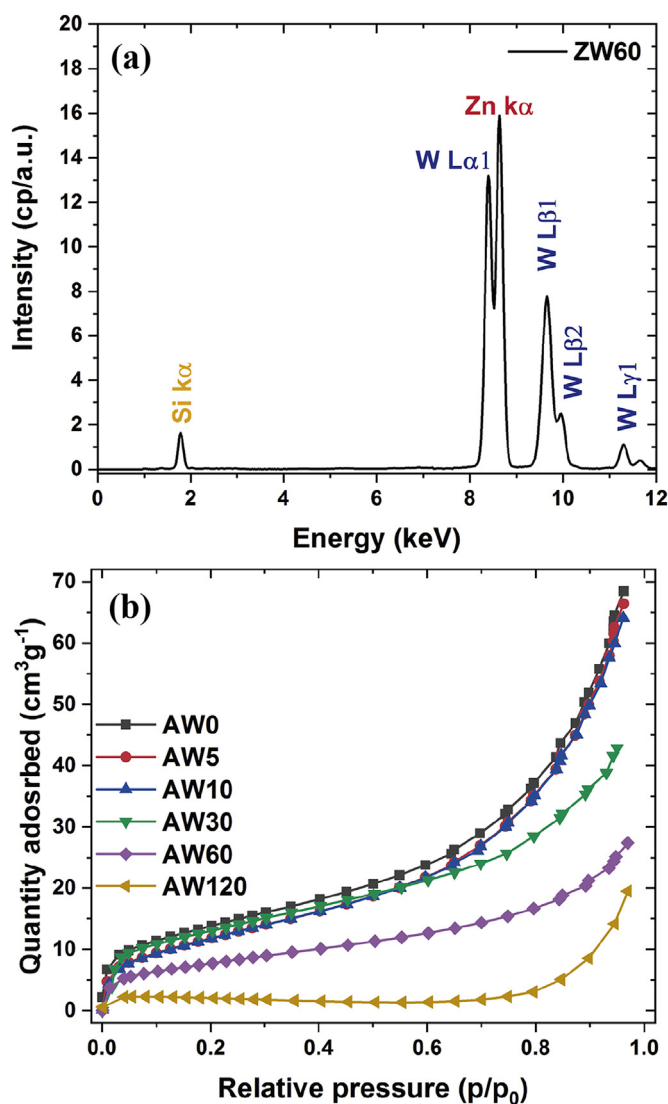 (a)
ZW60
Zn kα
W Lα1
W Lβ1
W Lβ2
W Lγ1
Si kα
Intensity (cp/a.u.)
20
18
16
14
12
10
8
6
4
2
0
0 2 4 6 8 10 12
Energy (keV)
(b)
Quantity adosrbed (cm³g⁻¹)
70
60
50
40
30
20
10
0
AW0
AW5
AW10
AW30
AW60
AW120
0.0 0.2 0.4 0.6 0.8 1.0
Relative pressure (p/p₀)